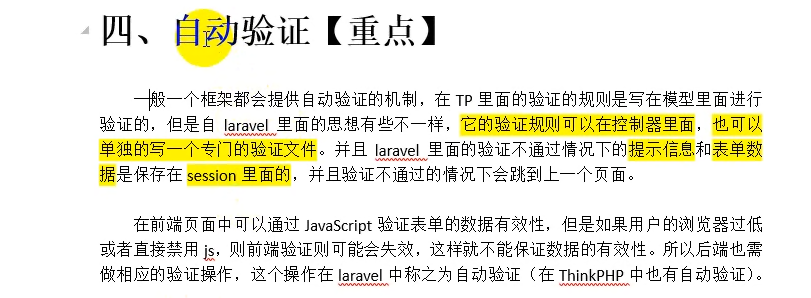 四、自动验证【重点】
一般一个框架都会提供自动验证的机制，在 TP 里面的验证的规则是写在模型里面进行
验证的，但是自 laravel 里面的思想有些不一样，它的验证规则可以在控制器里面，也可以
单独的写一个专门的验证文件。并且 laravel 里面的验证不通过情况下的提示信息和表单数
据是保存在 session 里面的，并且验证不通过的情况下会跳到上一个页面。
在前端页面中可以通过 JavaScript 验证表单的数据有效性，但是如果用户的浏览器过低
或者直接禁用 js，则前端验证则可能会失效，这样就不能保证数据的有效性。所以后端也需
做相应的验证操作，这个操作在 laravel 中称之为自动验证（在 ThinkPHP 中也有自动验证）。